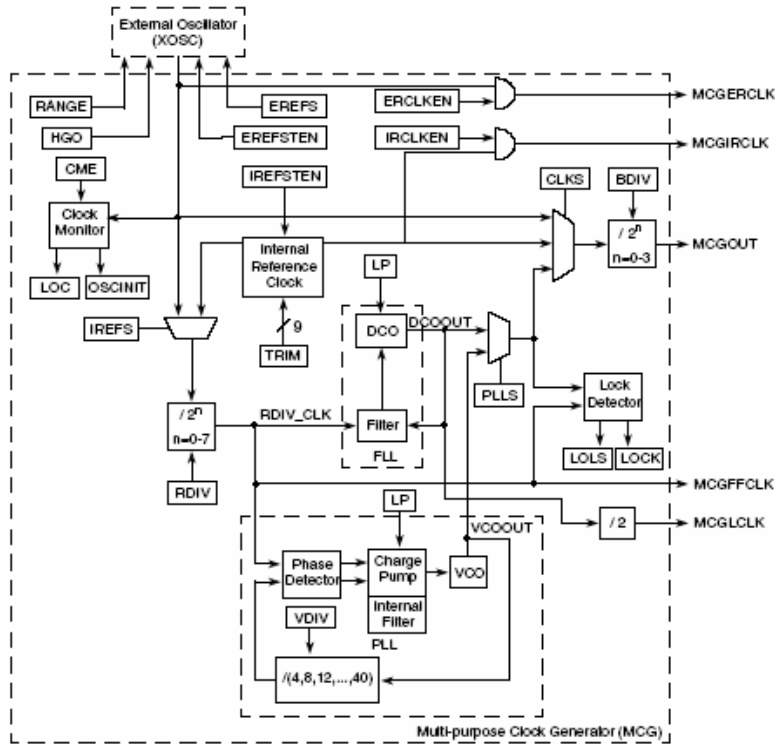 External Oscillator
(XOSC)
RANGE
EREFS
ERCLKEN
MCGERCLK
HGO
EREFSTEN
IRCLKEN
MCGIRCLK
CME
IREFSTEN
CLKS
BDIV
Clock
Monitor
Internal
Reference
Clock
/ 2ⁿ
n=0-3
MCGOUT
LOC
OSCINIT
LP
9
IREFS
TRIM
DCO
DCOOUT
PLLS
Lock
Detector
/ 2ⁿ
n=0-7
RDIV_CLK
Filter
FLL
LOLS
LOCK
RDIV
MCGFFCLK
LP
VCOOUT
/ 2
MCGLCLK
Phase
Detector
Charge
Pump
VCO
Internal
Filter
VDIV
PLL
/(4,8,12,...,40)
Multi-purpose Clock Generator (MCG)